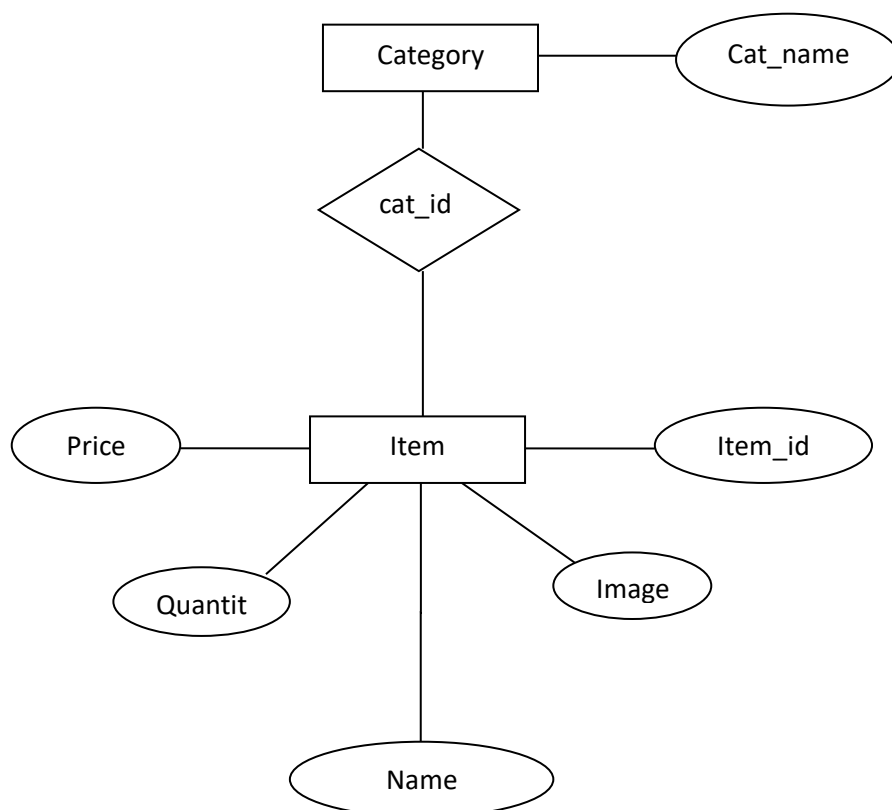 Category
Cat_name
cat_id
Price
Item
Item_id
Quantit
Image
Name